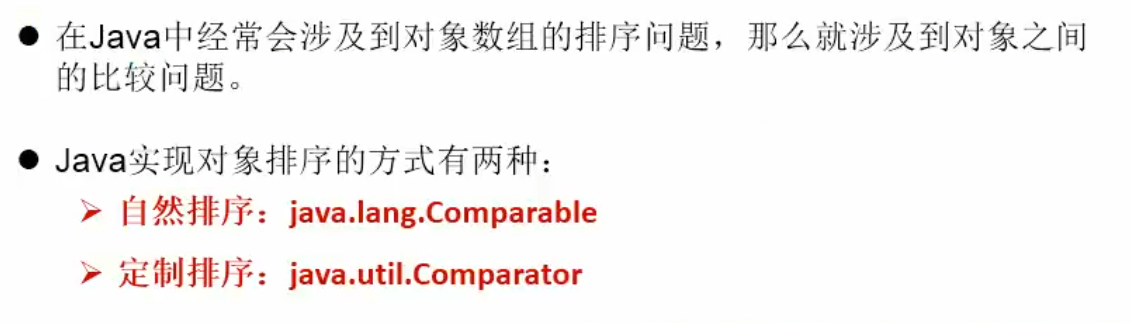 ● 在Java中经常会涉及到对象数组的排序问题，那么就涉及到对象之间
的比较问题。
● Java实现对象排序的方式有两种：
➢ 自然排序：java.lang.Comparable
➢ 定制排序：java.util.Comparator